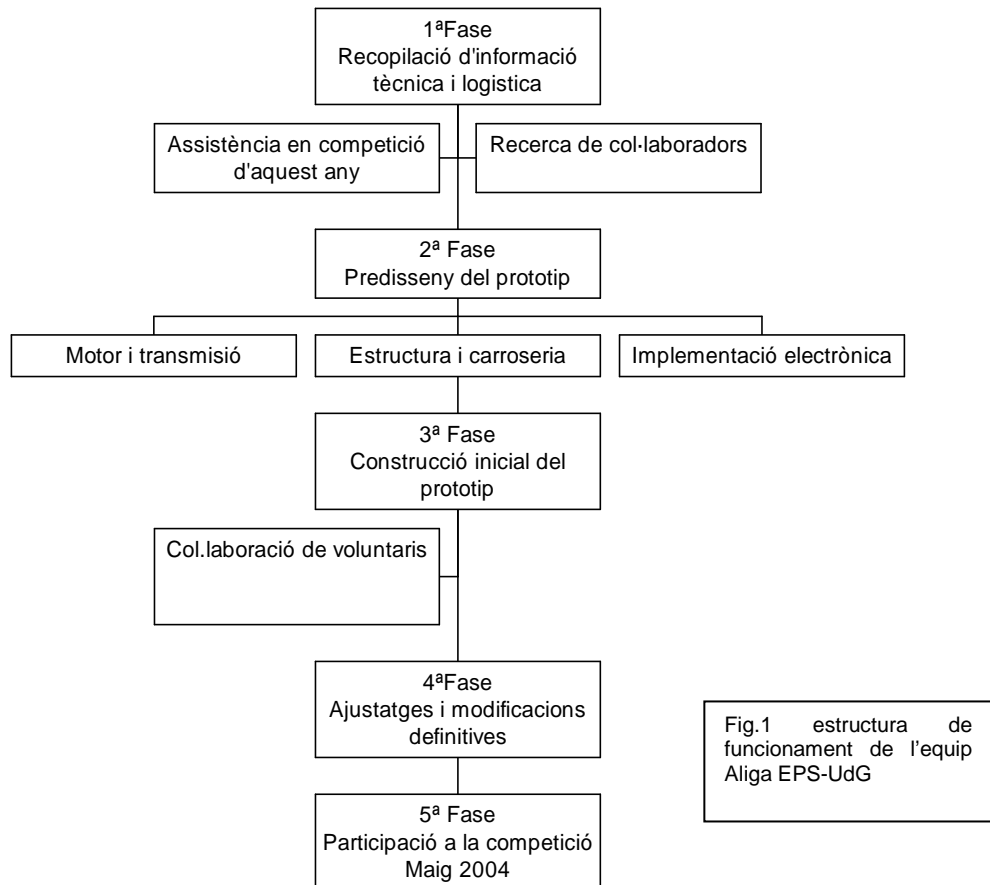 1ªFase
Recopilació d'informació
tècnica i logistica
Assistència en competició
d'aquest any
Recerca de col·laboradors
2ª Fase
Predisseny del prototip
Motor i transmisió
Estructura i carroseria
Implementació electrònica
3ª Fase
Construcció inicial del
prototip
Col.laboració de voluntaris
4ªFase
Ajustatges i modificacions
definitives
Fig.1 estructura de
funcionament de l’equip
Aliga EPS-UdG
5ª Fase
Participació a la competició
Maig 2004